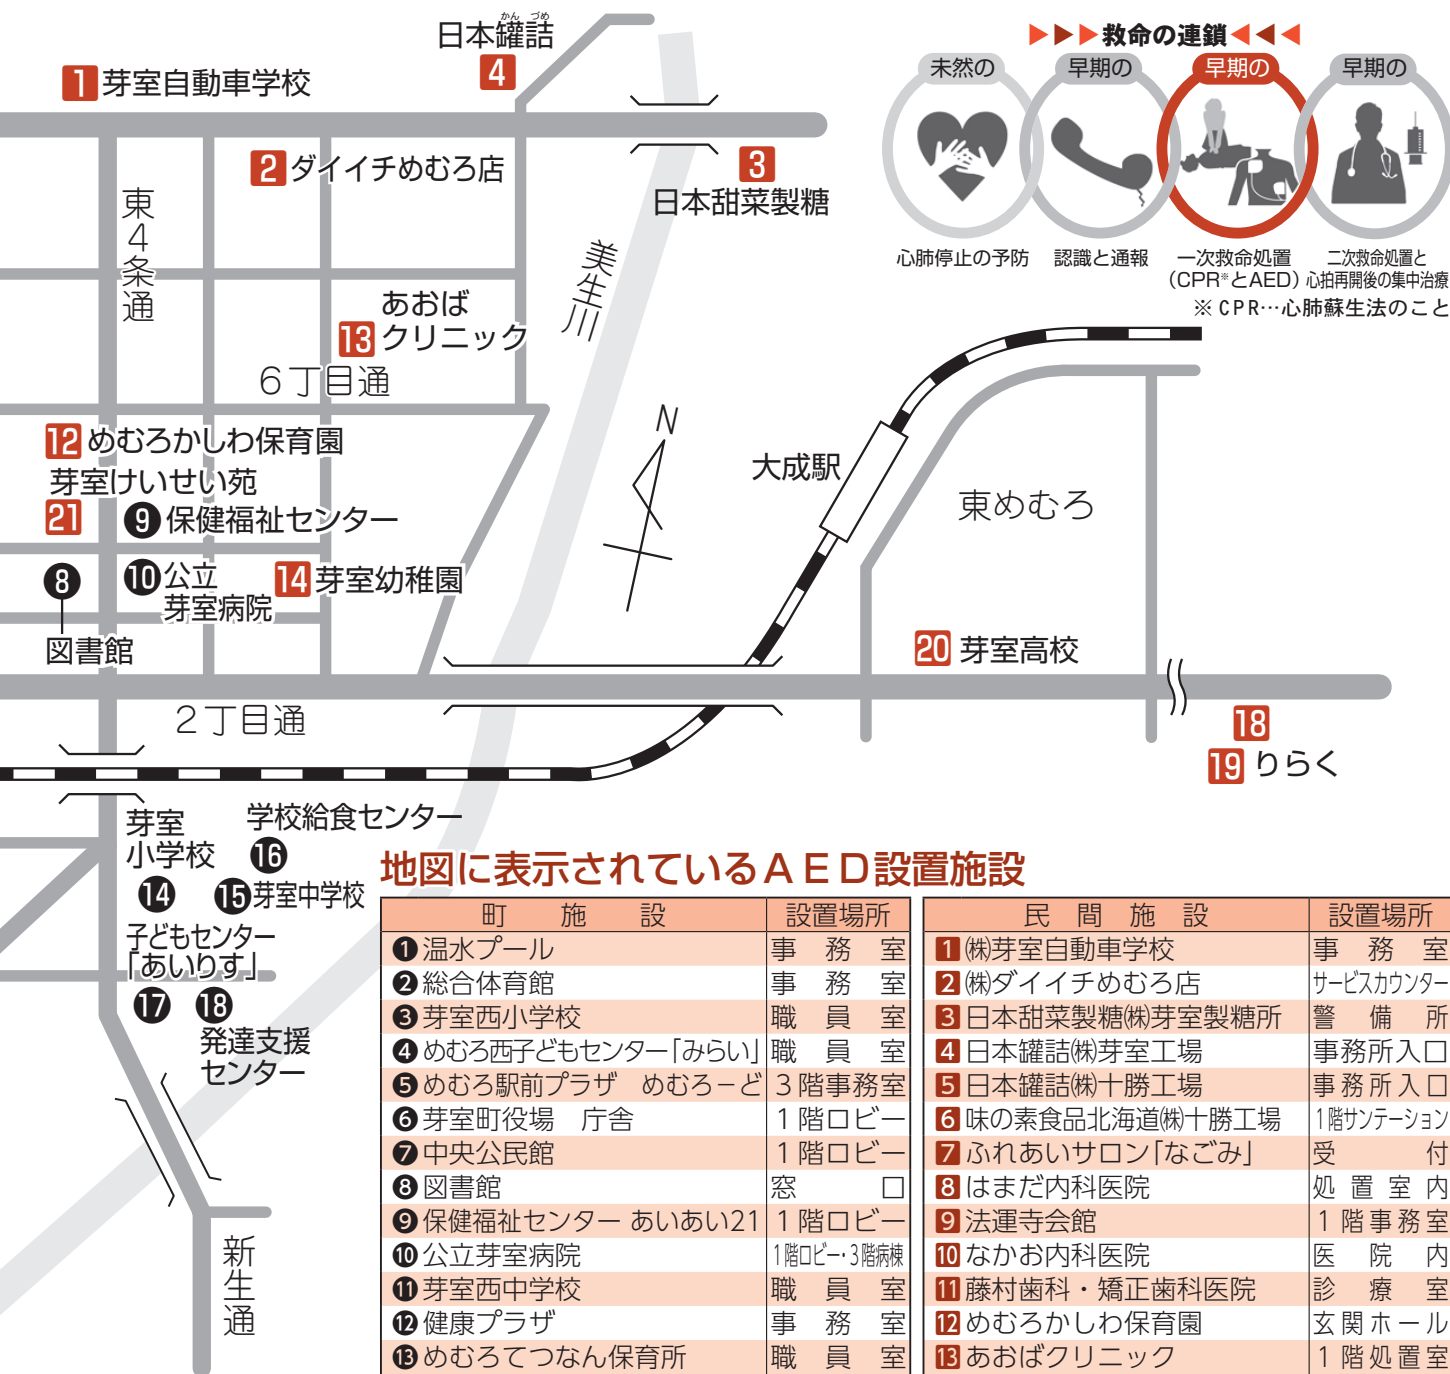 かん づめ
日本罐詰
4
1 芽室自動車学校
2 ダイイチめむろ店
3
日本甜菜製糖
東4条通
美生川
あおば
13 クリニック
6丁目通
12 めむろかしわ保育園
芽室けいせい苑
21
❾ 保健福祉センター
❽
図書館
❿ 公立
芽室病院
14 芽室幼稚園
2丁目通
N
大成駅
東めむろ
20 芽室高校
18
19 りらく
芽室
小学校
⓮
学校給食センター
⓰
⓯ 芽室中学校
子どもセンター
「あいりす」
⓱ ⓲
発達支援
センター
新生通
▶▶▶救命の連鎖◀◀◀
未然の 早期の 早期の 早期の
心肺停止の予防 認識と通報 一次救命処置 二次救命処置と
(CPR※とAED) 心拍再開後の集中治療
※CPR…心肺蘇生法のこと
地図に表示されているAED設置施設
町施設 設置場所
❶ 温水プール 事務室
❷ 総合体育館 事務室
❸ 芽室西小学校 職員室
❹ めむろ西子どもセンター「みらい」 職員室
❺ めむろ駅前プラザ めむろーど 3階事務室
❻ 芽室町役場 庁舎 1階ロビー
❼ 中央公民館 1階ロビー
❽ 図書館 窓口
❾ 保健福祉センター あいあい21 1階ロビー
❿ 公立芽室病院 1階ロビー・3階病棟
⓫ 芽室西中学校 職員室
⓬ 健康プラザ 事務室
⓭ めむろてつなん保育所 職員室
民間施設 設置場所
1 ㈱芽室自動車学校 事務室
2 ㈱ダイイチめむろ店 サービスカウンター
3 日本甜菜製糖㈱芽室製糖所 警備所
4 日本罐詰㈱芽室工場 事務所入口
5 日本罐詰㈱十勝工場 事務所入口
6 味の素食品北海道㈱十勝工場 1階サンテーション
7 ふれあいサロン「なごみ」 受付
8 はまだ内科医院 処置室内
9 法運寺会館 1階事務室
10 なかお内科医院 医院内
11 藤村歯科・矯正歯科医院 診療室
12 めむろかしわ保育園 玄関ホール
13 あおばクリニック 1階処置室